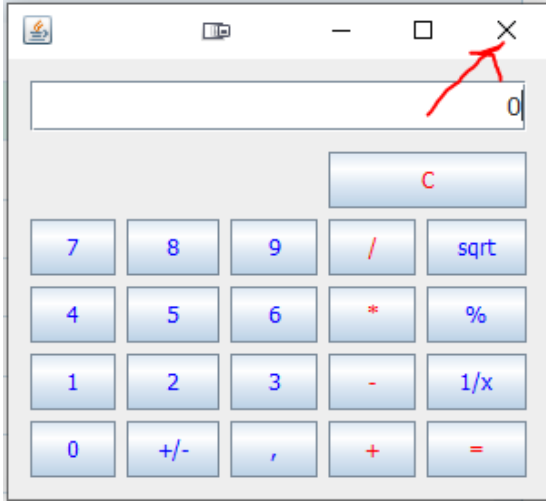 0
C
7 8 9 / sqrt
4 5 6 * %
1 2 3 - 1/x
0 +/- , + =